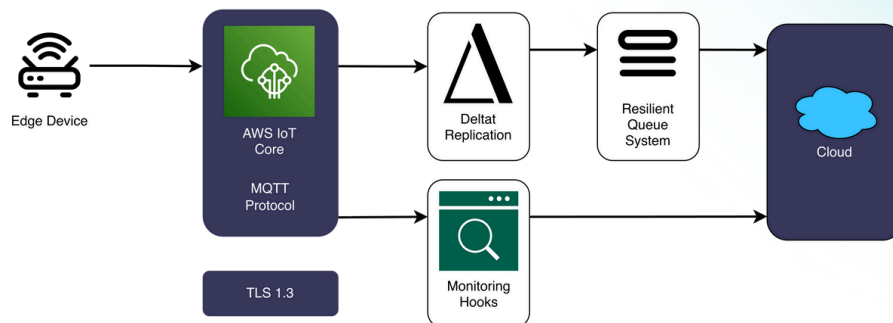 Edge Device
AWS IoT
Core
MQTT
Protocol
TLS 1.3
Deltat
Replication
Resilient
Queue
System
Monitoring
Hooks
Cloud